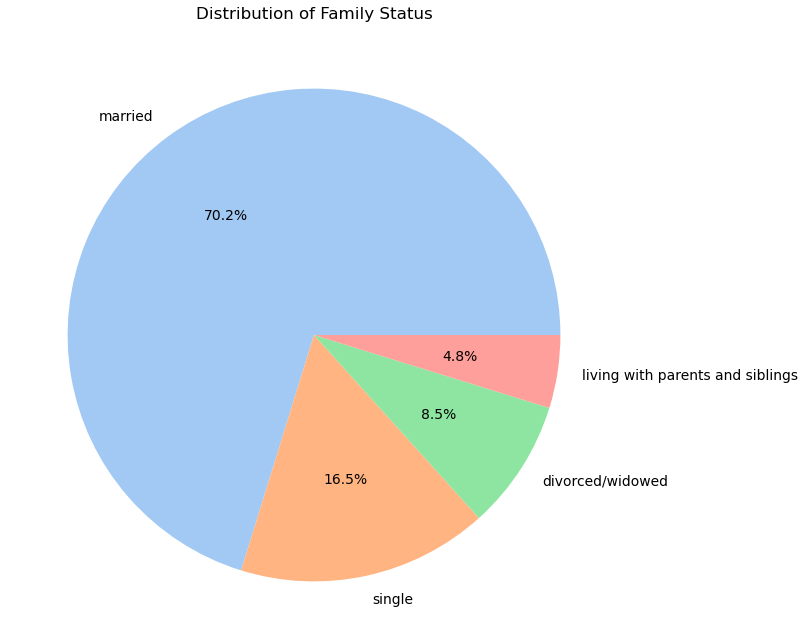 Distribution of Family Status
married
70.2%
4.8%
living with parents and siblings
8.5%
16.5%
divorced/widowed
single